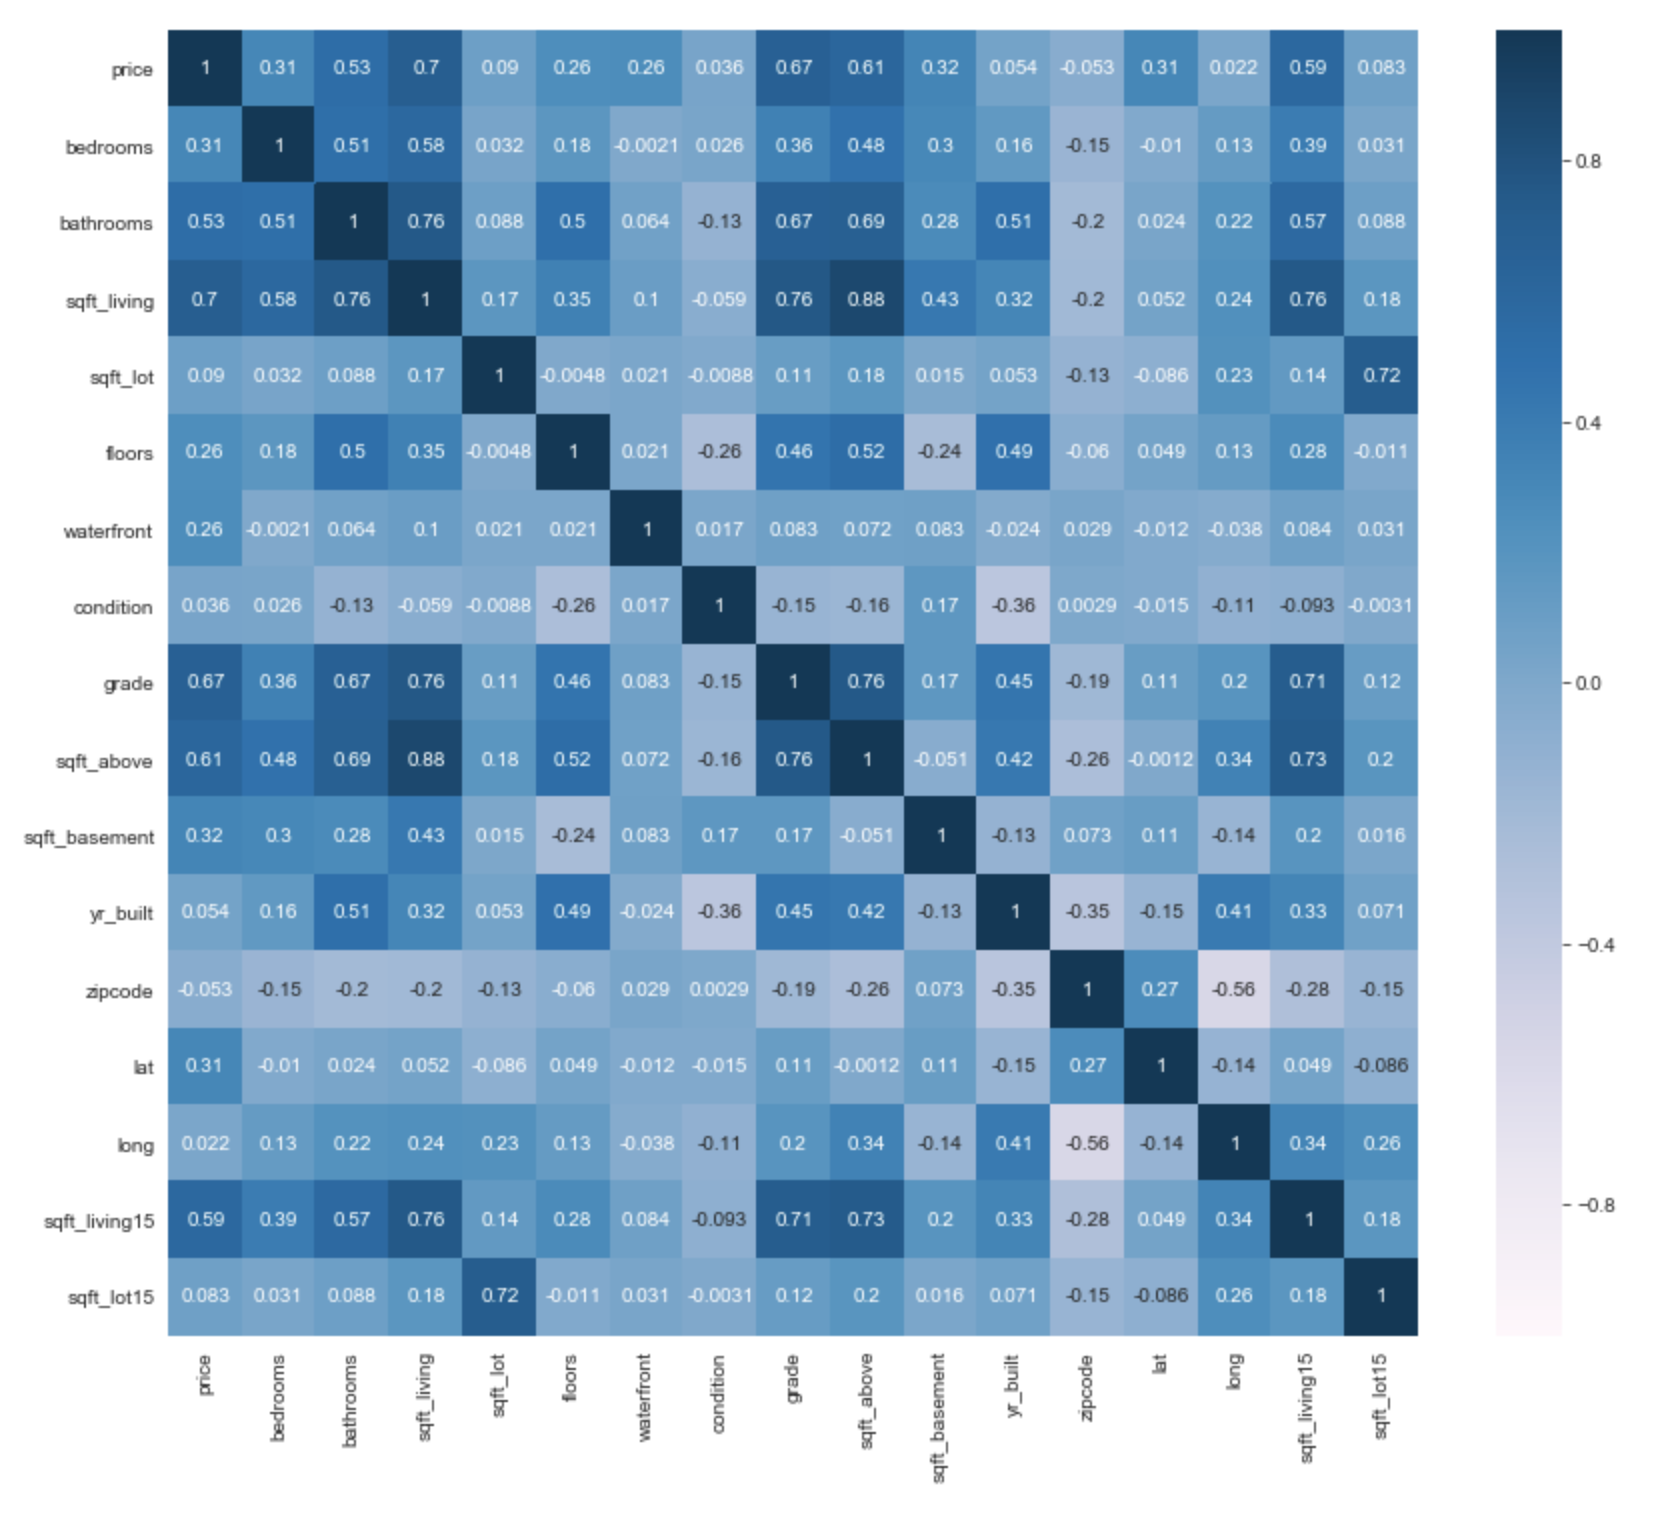 price 1 0.31 0.53 0.7 0.09 0.26 0.26 0.036 0.67 0.61 0.32 0.054 -0.053 0.31 0.022 0.59 0.083
bedrooms 0.31 1 0.51 0.58 0.032 0.18 -0.0021 0.026 0.36 0.48 0.3 0.16 -0.15 -0.01 0.13 0.39 0.031
bathrooms 0.53 0.51 1 0.76 0.088 0.5 0.064 -0.13 0.67 0.69 0.28 0.51 -0.2 0.024 0.22 0.57 0.088
sqft_living 0.7 0.58 0.76 1 0.17 0.35 0.1 -0.059 0.76 0.88 0.43 0.32 -0.2 0.052 0.24 0.76 0.18
sqft_lot 0.09 0.032 0.088 0.17 1 -0.0048 0.021 -0.0088 0.11 0.18 0.015 0.053 -0.13 -0.086 0.23 0.14 0.72
floors 0.26 0.18 0.5 0.35 -0.0048 1 0.021 -0.26 0.46 0.52 -0.24 0.49 -0.06 0.049 0.13 0.28 -0.011
waterfront 0.26 -0.0021 0.064 0.1 0.021 0.021 1 0.017 0.083 0.072 0.083 -0.024 0.029 -0.012 -0.038 0.084 0.031
condition 0.036 0.026 -0.13 -0.059 -0.0088 -0.26 0.017 1 -0.15 -0.16 0.17 -0.36 0.0029 -0.015 -0.11 -0.093 -0.0031
grade 0.67 0.36 0.67 0.76 0.11 0.46 0.083 -0.15 1 0.76 0.17 0.45 -0.19 0.11 0.2 0.71 0.12
sqft_above 0.61 0.48 0.69 0.88 0.18 0.52 0.072 -0.16 0.76 1 -0.051 0.42 -0.26 -0.0012 0.34 0.73 0.2
sqft_basement 0.32 0.3 0.28 0.43 0.015 -0.24 0.083 0.17 0.17 -0.051 1 -0.13 0.073 0.11 -0.14 0.2 0.016
yr_built 0.054 0.16 0.51 0.32 0.053 0.49 -0.024 -0.36 0.45 0.42 -0.13 1 -0.35 -0.15 0.41 0.33 0.071
zipcode -0.053 -0.15 -0.2 -0.2 -0.13 -0.06 0.029 0.0029 -0.19 -0.26 0.073 -0.35 1 0.27 -0.56 -0.28 -0.15
lat 0.31 -0.01 0.024 0.052 -0.086 0.049 -0.012 -0.015 0.11 -0.0012 0.11 -0.15 0.27 1 -0.14 0.049 -0.086
long 0.022 0.13 0.22 0.24 0.23 0.13 -0.038 -0.11 0.2 0.34 -0.14 0.41 -0.56 -0.14 1 0.34 0.26
sqft_living15 0.59 0.39 0.57 0.76 0.14 0.28 0.084 -0.093 0.71 0.73 0.2 0.33 -0.28 0.049 0.34 1 0.18
sqft_lot15 0.083 0.031 0.088 0.18 0.72 -0.011 0.031 -0.0031 0.12 0.2 0.016 0.071 -0.15 -0.086 0.26 0.18 1
price bedrooms bathrooms sqft_living sqft_lot floors waterfront condition grade sqft_above sqft_basement yr_built zipcode lat long sqft_living15 sqft_lot15
0.8
0.4
0.0
-0.4
-0.8